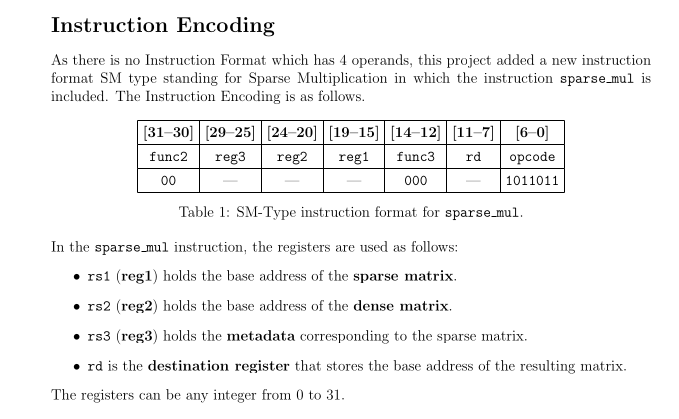 Instruction Encoding
As there is no Instruction Format which has 4 operands, this project added a new instruction
format SM type standing for Sparse Multiplication in which the instruction sparse_mul is
included. The Instruction Encoding is as follows.
[31–30] [29–25] [24–20] [19–15] [14–12] [11–7] [6–0]
func2 reg3 reg2 reg1 func3 rd opcode
00 — — — 000 — 1011011
Table 1: SM-Type instruction format for sparse_mul.
In the sparse_mul instruction, the registers are used as follows:
• rs1 (reg1) holds the base address of the sparse matrix.
• rs2 (reg2) holds the base address of the dense matrix.
• rs3 (reg3) holds the metadata corresponding to the sparse matrix.
• rd is the destination register that stores the base address of the resulting matrix.
The registers can be any integer from 0 to 31.